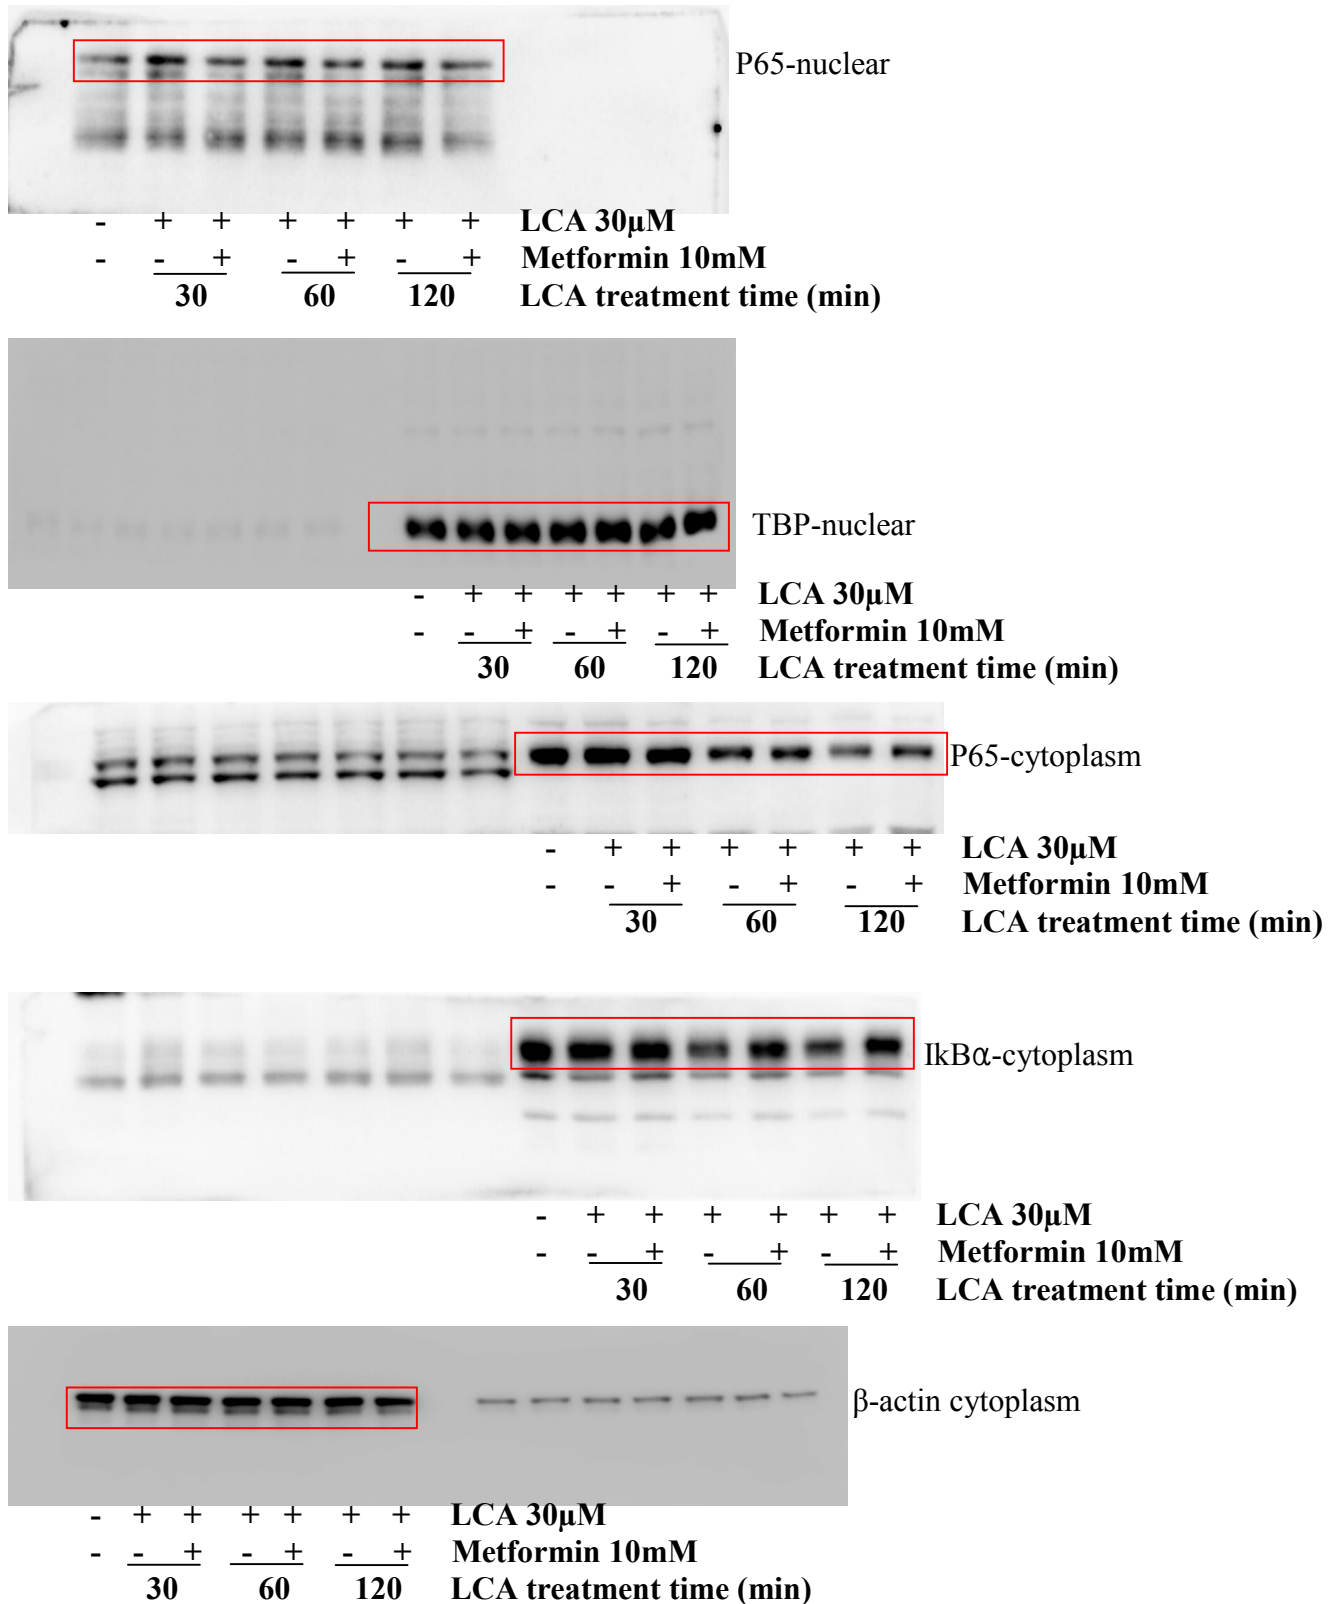 P65-nuclear
- + + + + + + LCA 30μM
- - + - + - + Metformin 10mM
30 60 120 LCA treatment time (min)
TBP-nuclear
- + + + + + + LCA 30μM
- - + - + - + Metformin 10mM
30 60 120 LCA treatment time (min)
P65-cytoplasm
- + + + + + + LCA 30μM
- - + - + - + Metformin 10mM
30 60 120 LCA treatment time (min)
IkBα-cytoplasm
- + + + + + + LCA 30μM
- - + - + - + Metformin 10mM
30 60 120 LCA treatment time (min)
β-actin cytoplasm
- + + + + + + LCA 30μM
- - + - + - + Metformin 10mM
30 60 120 LCA treatment time (min)